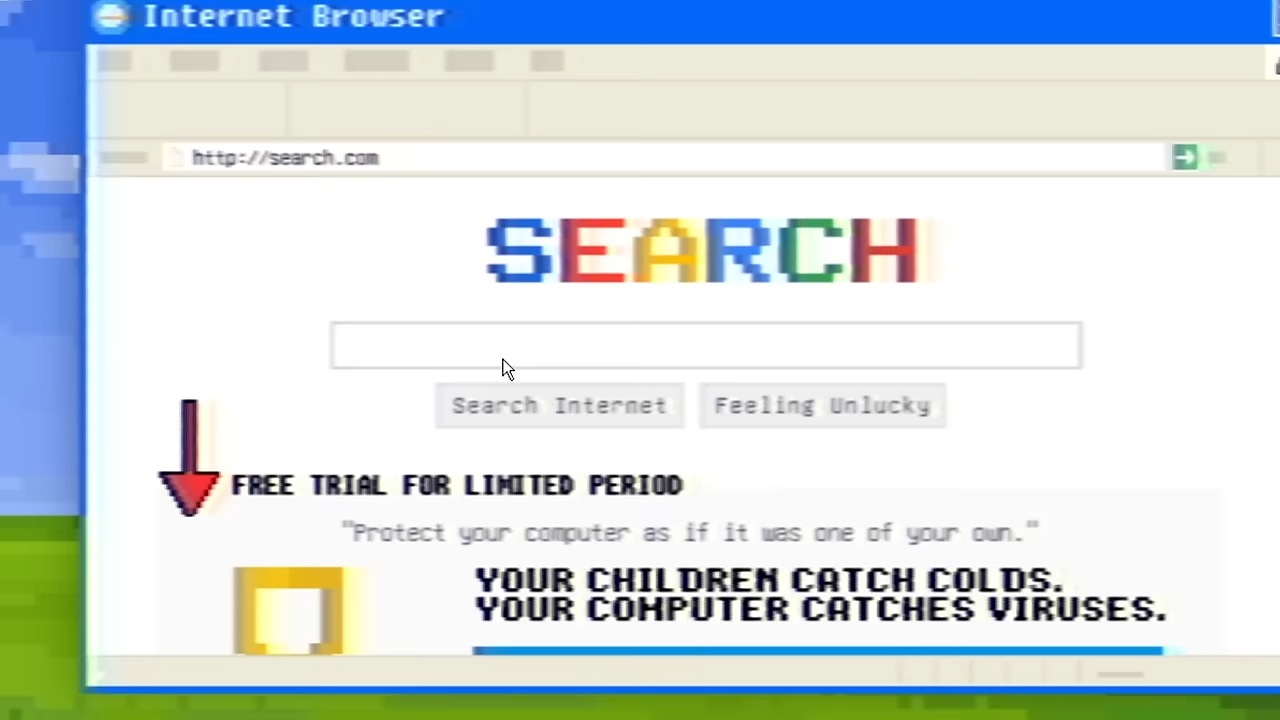 Internet Browser
http://search.com
SEARCH
Search Internet
Feeling Unlucky
FREE TRIAL FOR LIMITED PERIOD
"Protect your computer as if it was one of your own."
YOUR CHILDREN CATCH COLDS.
YOUR COMPUTER CATCHES VIRUSES.